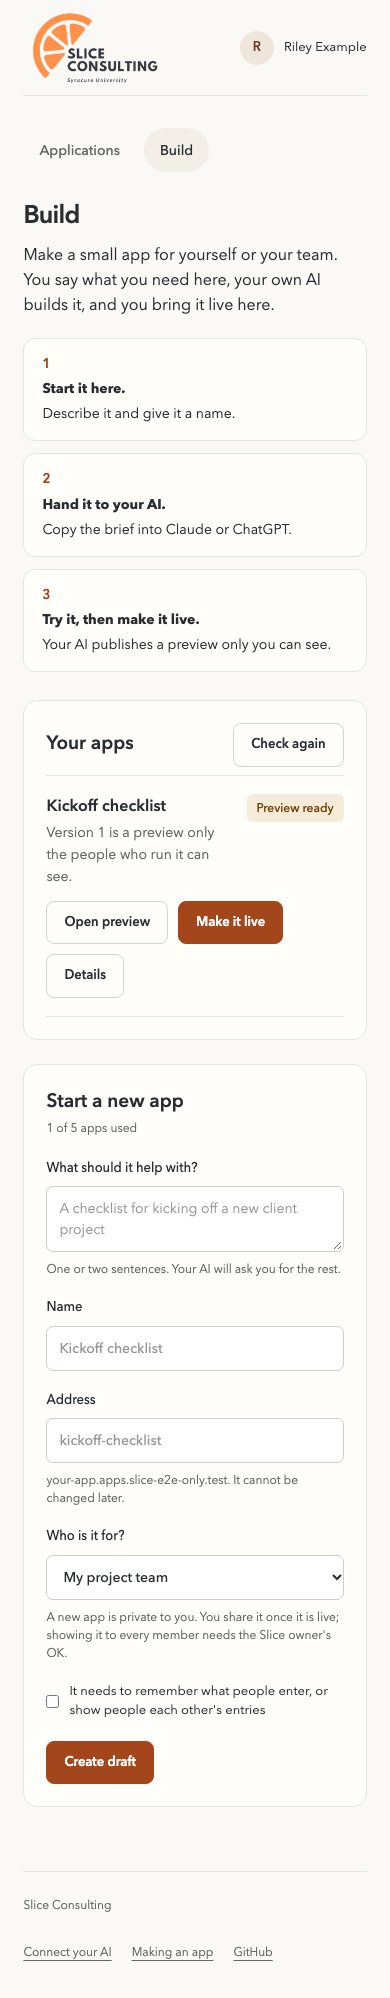 SLICE
CONSULTING
Syracuse University
R
Riley Example
Applications
Build
Build
Make a small app for yourself or your team.
You say what you need here, your own AI
builds it, and you bring it live here.
1
Start it here.
Describe it and give it a name.
2
Hand it to your AI.
Copy the brief into Claude or ChatGPT.
3
Try it, then make it live.
Your AI publishes a preview only you can see.
Your apps
Check again
Kickoff checklist
Preview ready
Version 1 is a preview only
the people who run it can
see.
Open preview
Make it live
Details
Start a new app
1 of 5 apps used
What should it help with?
A checklist for kicking off a new client
project
One or two sentences. Your AI will ask you for the rest.
Name
Kickoff checklist
Address
kickoff-checklist
your-app.apps.slice-e2e-only.test. It cannot be
changed later.
Who is it for?
My project team
A new app is private to you. You share it once it is live;
showing it to every member needs the Slice owner's
OK.
It needs to remember what people enter, or
show people each other's entries
Create draft
Slice Consulting
Connect your AI
Making an app
GitHub